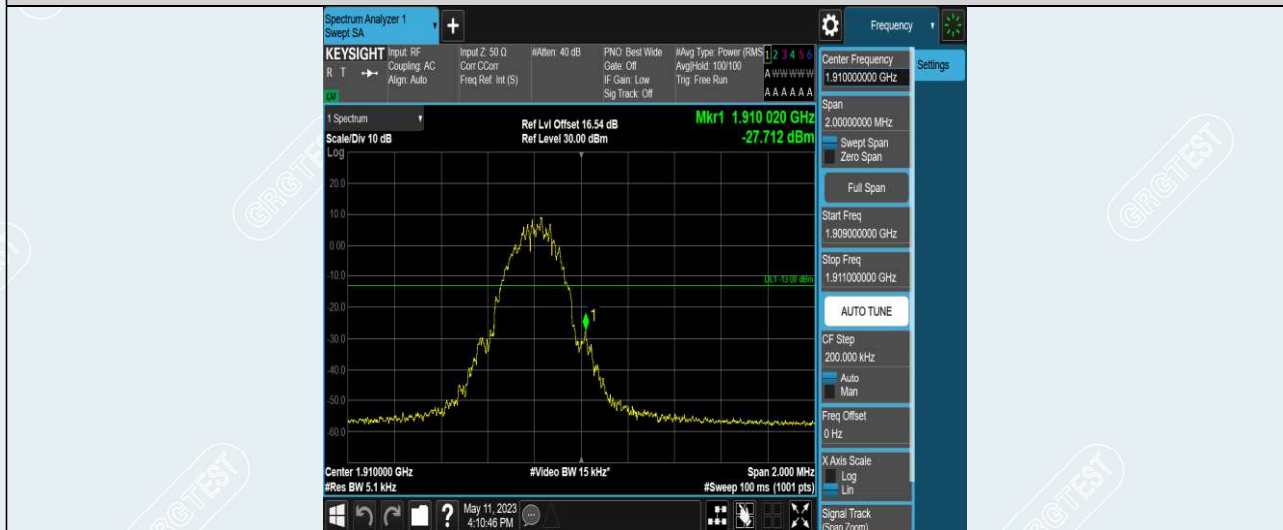 Spectrum Analyzer 1
Swept SA
+
Frequency
KEYSIGHT
R T
LXI
Input: RF
Coupling: AC
Align: Auto
Input Z: 50 Ω
Corr CCorr
Freq Ref: Int (S)
#Atten: 40 dB
PNO: Best Wide
Gate: Off
IF Gain: Low
Sig Track: Off
#Avg Type: Power (RMS
Avg|Hold: 100/100
Trig: Free Run
1 2 3 4 5 6
A W W W W W
A A A A A A
1 Spectrum
Scale/Div 10 dB
Log
Ref Lvl Offset 16.54 dB
Ref Level 30.00 dBm
Mkr1 1.910 020 GHz
-27.712 dBm
20.0
10.0
0.00
-10.0
-20.0
-30.0
-40.0
-50.0
-60.0
DL1 -13.00 dBm
1
Center 1.910000 GHz
#Res BW 5.1 kHz
#Video BW 15 kHz*
Span 2.000 MHz
#Sweep 100 ms (1001 pts)
May 11, 2023
4:10:46 PM
?
Center Frequency
1.910000000 GHz
Settings
Span
2.00000000 MHz
Swept Span
Zero Span
Full Span
Start Freq
1.909000000 GHz
Stop Freq
1.911000000 GHz
AUTO TUNE
CF Step
200.000 kHz
Auto
Man
Freq Offset
0 Hz
X Axis Scale
Log
Lin
Signal Track
(Span Zoom)
GRGTEST
GRGTEST
GRGTEST
GRGTEST